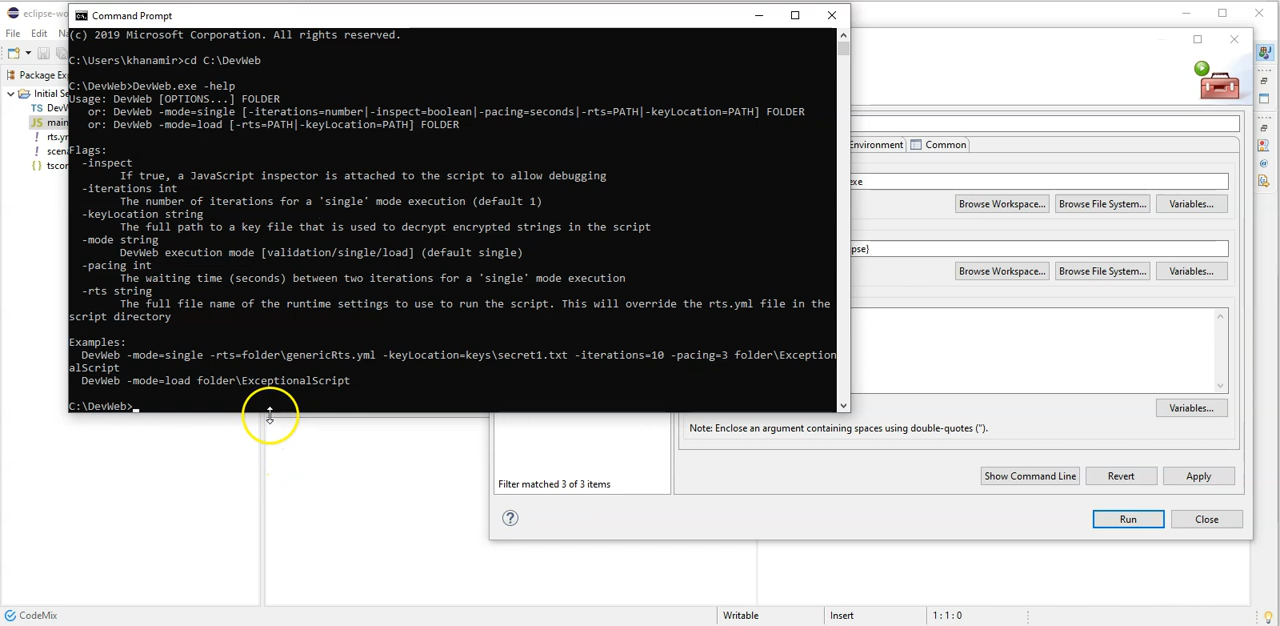 eclipse-wo
File Edit
Package Exp
Initial Se
DevW
main
rts.ym
scena
tscon
Command Prompt
(c) 2019 Microsoft Corporation. All rights reserved.
C:\Users\khanamir>cd C:\DevWeb
C:\DevWeb>DevWeb.exe -help
Usage: DevWeb [OPTIONS...] FOLDER
or: DevWeb -mode=single [-iterations=number|-inspect=boolean|-pacing=seconds|-rts=PATH|-keyLocation=PATH] FOLDER
or: DevWeb -mode=load [-rts=PATH|-keyLocation=PATH] FOLDER
Flags:
-inspect
If true, a JavaScript inspector is attached to the script to allow debugging
-iterations int
The number of iterations for a 'single' mode execution (default 1)
-keyLocation string
The full path to a key file that is used to decrypt encrypted strings in the script
-mode string
DevWeb execution mode [validation/single/load] (default single)
-pacing int
The waiting time (seconds) between two iterations for a 'single' mode execution
-rts string
The full file name of the runtime settings to use to run the script. This will override the rts.yml file in the
script directory
Examples:
DevWeb -mode=single -rts=folder\genericRts.yml -keyLocation=keys\secret1.txt -iterations=10 -pacing=3 folder\Exception
alScript
DevWeb -mode=load folder\ExceptionalScript
C:\DevWeb>
Environment Common
exe
Browse Workspace... Browse File System... Variables...
pse}
Browse Workspace... Browse File System... Variables...
Variables...
Note: Enclose an argument containing spaces using double-quotes (").
Filter matched 3 of 3 items
Show Command Line Revert Apply
Run Close
CodeMix
Writable Insert 1 : 1 : 0